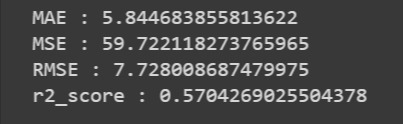 MAE : 5.844683855813622
MSE : 59.722118273765965
RMSE : 7.728008687479975
r2_score : 0.5704269025504378